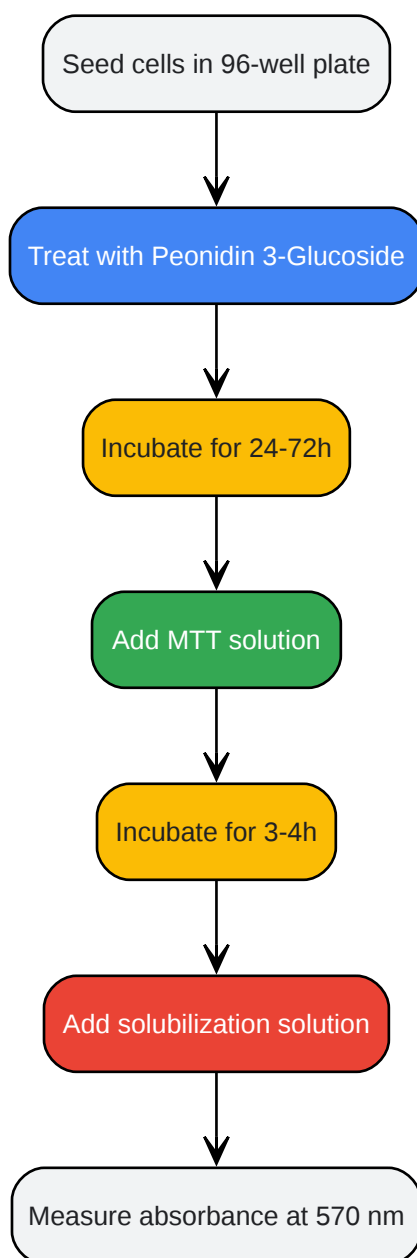 Seed cells in 96-well plate
Treat with Peonidin 3-Glucoside
Incubate for 24-72h
Add MTT solution
Incubate for 3-4h
Add solubilization solution
Measure absorbance at 570 nm